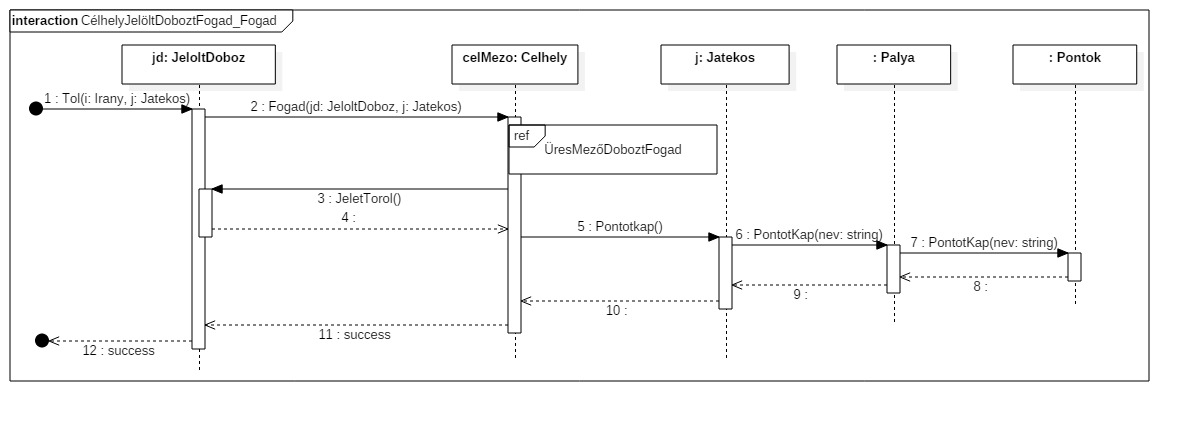 interaction CélhelyJelöltDoboztFogad_Fogad
jd: JeloltDoboz
celMezo: Celhely
j: Jatekos
: Palya
: Pontok
1 : Tol(i: Irany, j: Jatekos)
2 : Fogad(jd: JeloltDoboz, j: Jatekos)
ref
ÜresMezőDoboztFogad
3 : JeletTorol()
4 :
5 : Pontotkap()
6 : PontotKap(nev: string)
7 : PontotKap(nev: string)
8 :
9 :
10 :
11 : success
12 : success